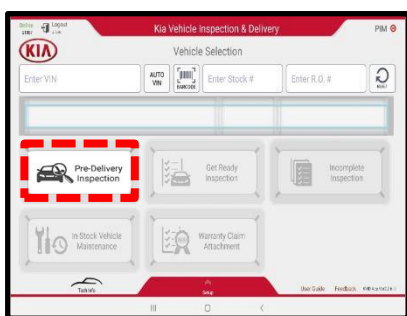 Online
Logout
Kia Vehicle Inspection & Delivery
PIM
KIA
Vehicle Selection
Enter VIN
AUTO VIN
BARCODE
Enter Stock #
Enter R.O. #
RESET
Pre-Delivery
Inspection
Get Ready
Inspection
Incomplete
Inspection
In-Stock Vehicle
Maintenance
Warranty Claim
Attachment
Tech Info
Setup
User Guide
Feedback